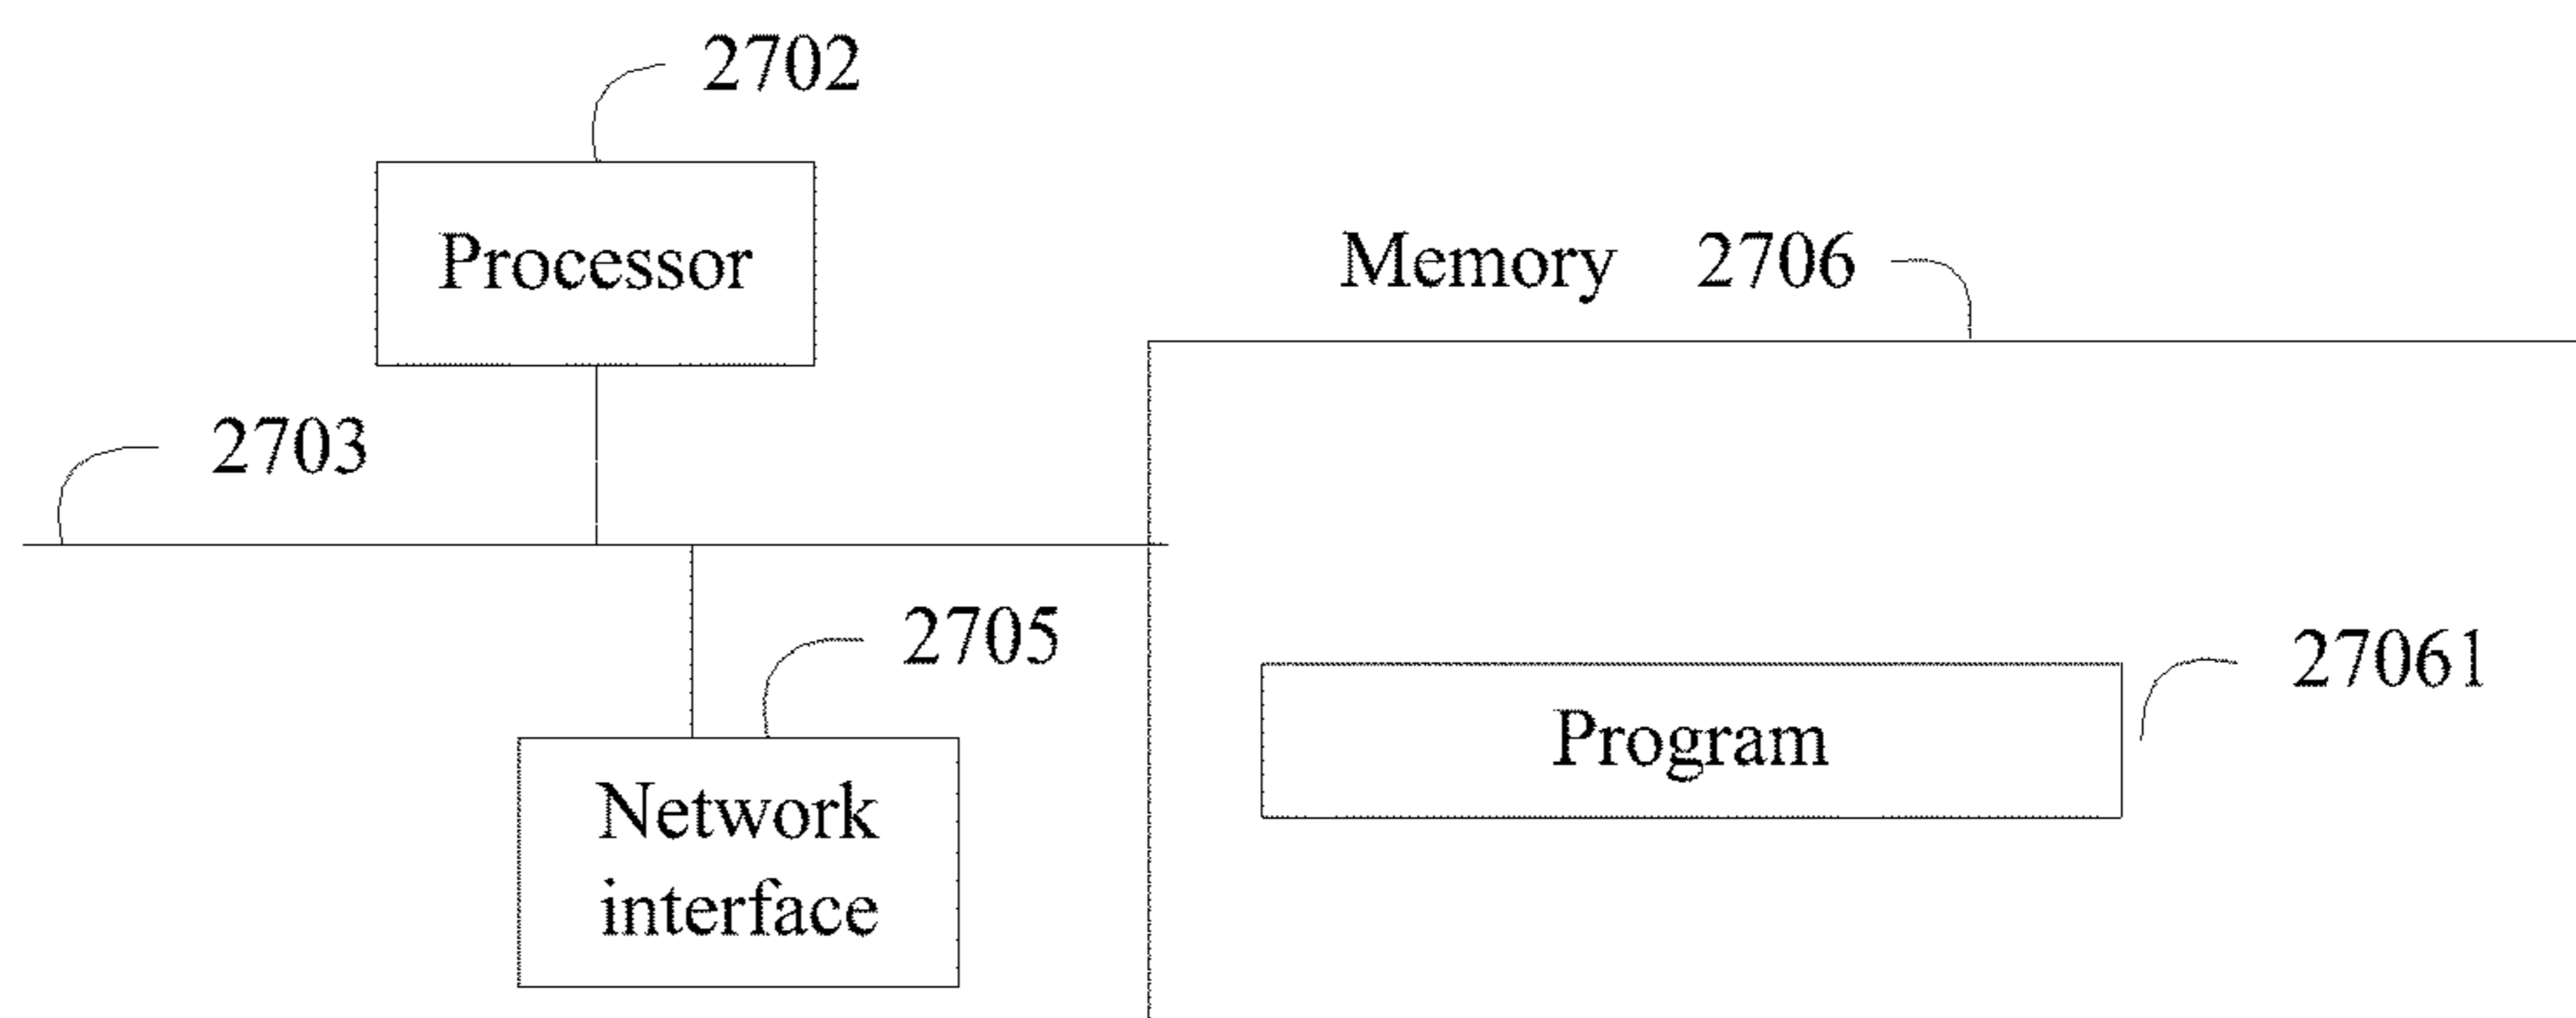 2702
Processor
Memory 2706
2703
2705
27061
Program
Network
interface